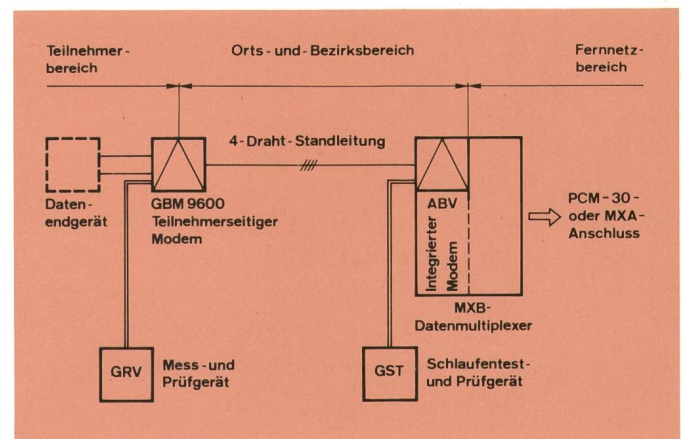 Teilnehmer-
bereich
Orts-und-Bezirksbereich
Fernnetz-
bereich
4-Draht-Standleitung
Daten-
endgerät
GBM 9600
Teilnehmerseitiger
Modem
ABV
Integrierter
Modem
PCM-30-
oder MXA-
Anschluss
MXB-
Datenmultiplexer
GRV
Mess-und
Prüfgerät
GST
Schlaufentest-
und Prüfgerät